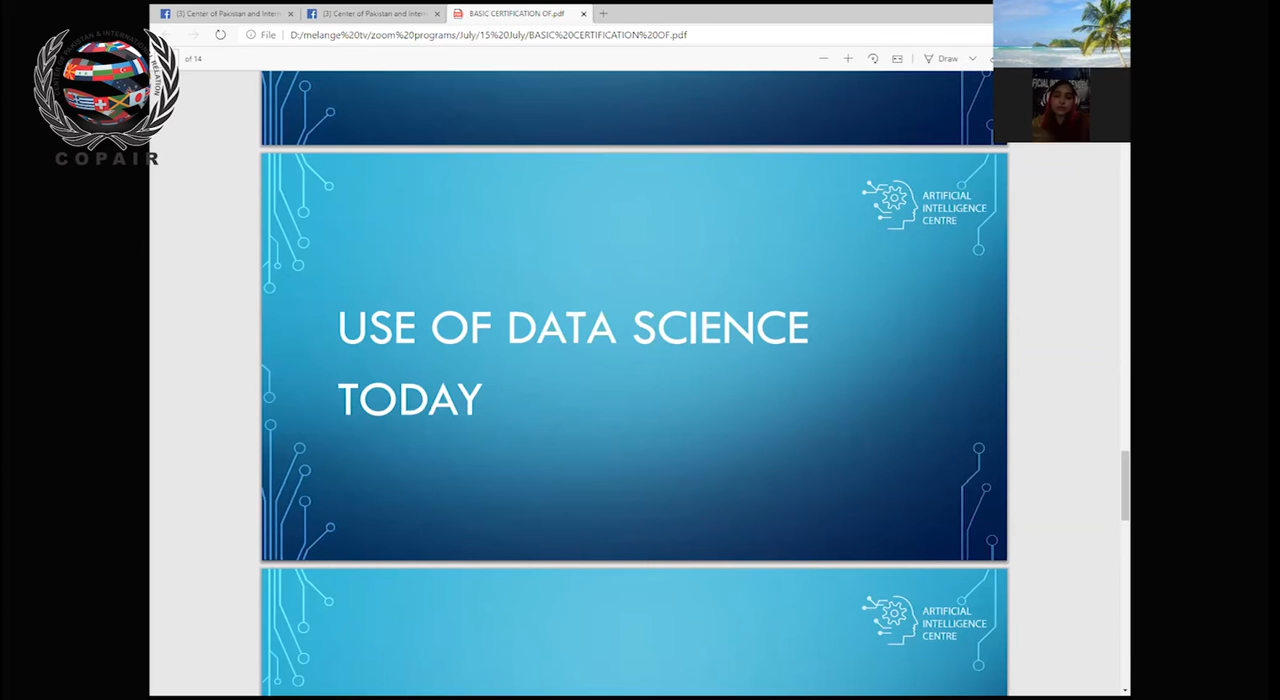 (3) Center of Pakistan and Intern
(3) Center of Pakistan and Intern
BASIC CERTIFICATION OF.pdf
File
D:/melange%20tv/zoom%20programs/July/15%20July/BASIC%20CERTIFICATION%20OF.pdf
of 14
Draw
COPAIR
ARTIFICIAL
INTELLIGENCE
CENTRE
USE OF DATA SCIENCE
TODAY
ARTIFICIAL
INTELLIGENCE
CENTRE